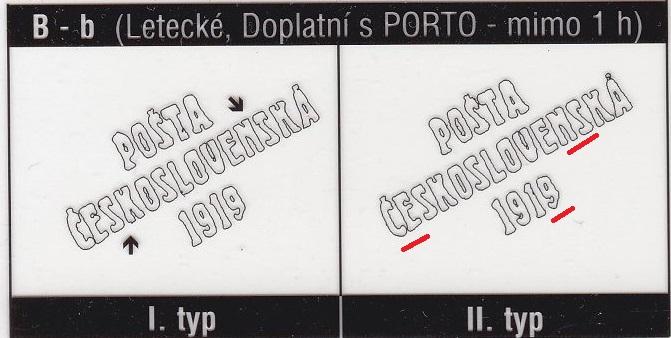 B - b (Letecké, Doplatní s PORTO - mimo 1 h)
POŠTA
ČESKOSLOVENSKÁ
1919
POŠTA
ČESKOSLOVENSKÁ
1919
I. typ
II. typ